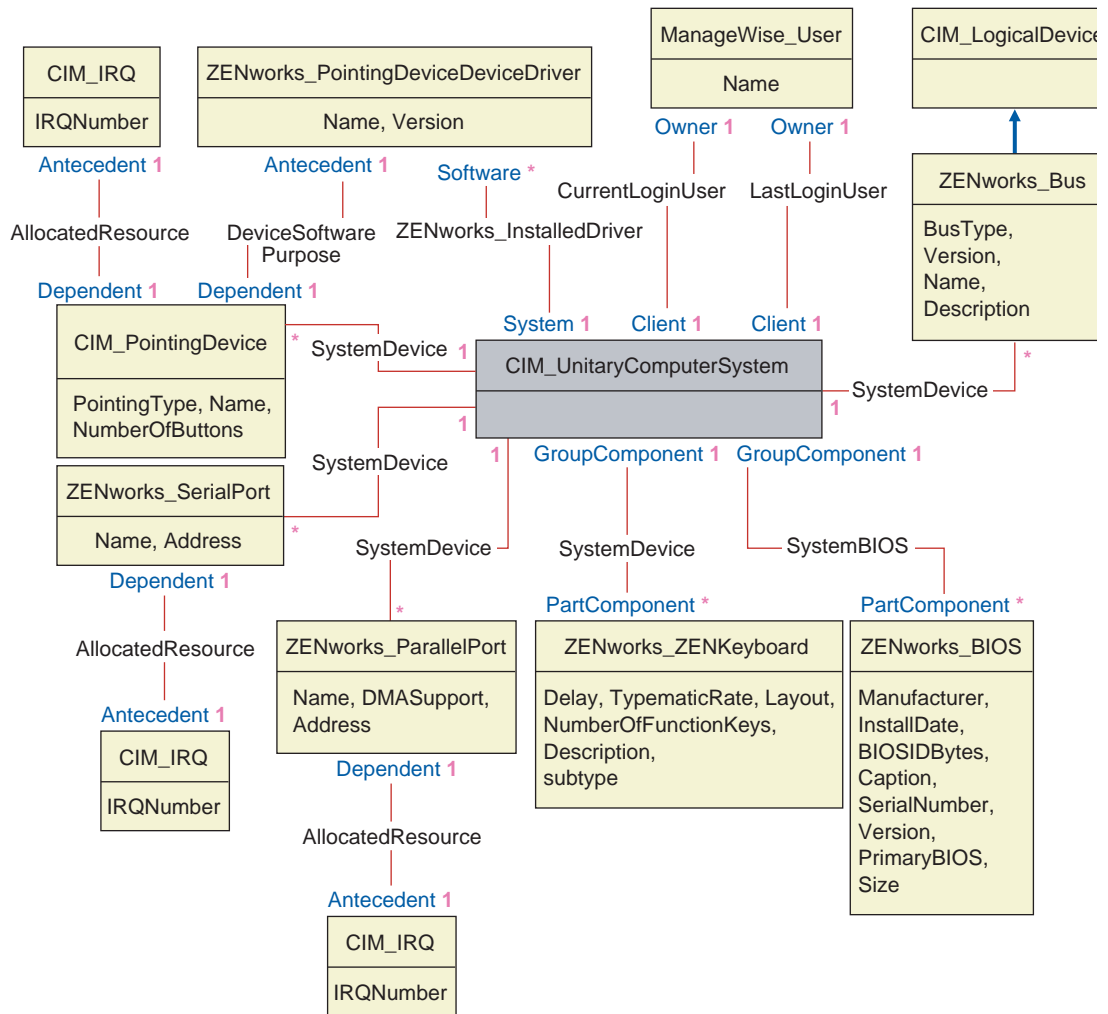 ManageWise_User
Name
CIM_LogicalDevice
CIM_IRQ
IRQNumber
ZENworks_PointingDeviceDeviceDriver
Name, Version
Owner 1
Owner 1
Antecedent 1
Antecedent 1
Software *
CurrentLoginUser
LastLoginUser
ZENworks_Bus
BusType,
Version,
Name,
Description
AllocatedResource
DeviceSoftware
Purpose
ZENworks_InstalledDriver
Dependent 1
Dependent 1
System 1
Client 1
Client 1
CIM_PointingDevice
PointingType, Name,
NumberOfButtons
*
SystemDevice
1
CIM_UnitaryComputerSystem
*
SystemDevice
1
1
SystemDevice
1
GroupComponent 1
GroupComponent 1
ZENworks_SerialPort
Name, Address
*
SystemDevice
SystemDevice
SystemBIOS
Dependent 1
*
PartComponent *
PartComponent *
AllocatedResource
ZENworks_ParallelPort
Name, DMASupport,
Address
ZENworks_ZENKeyboard
Delay, TypematicRate, Layout,
NumberOfFunctionKeys,
Description,
subtype
ZENworks_BIOS
Manufacturer,
InstallDate,
BIOSIDBytes,
Caption,
SerialNumber,
Version,
PrimaryBIOS,
Size
Antecedent 1
CIM_IRQ
IRQNumber
Dependent 1
AllocatedResource
Antecedent 1
CIM_IRQ
IRQNumber